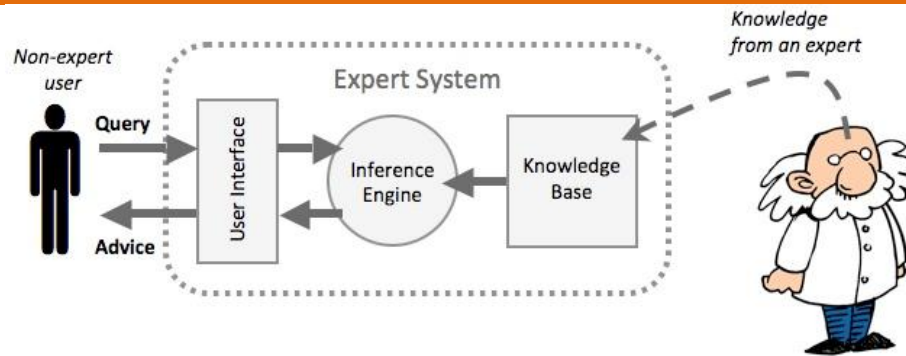 Knowledge
from an expert
Non-expert
user
Expert System
Query
User Interface
Inference
Engine
Knowledge
Base
Advice